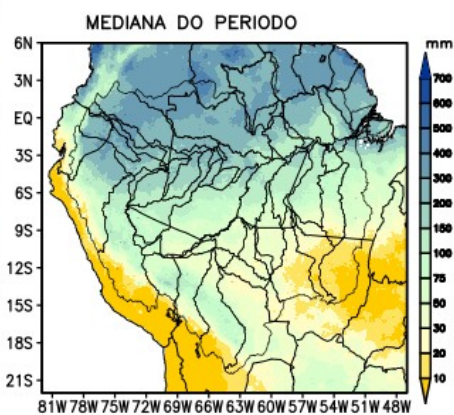 MEDIANA DO PERIODO
mm
6N
3N
EQ
3S
6S
9S
12S
15S
18S
21S
81W 78W 75W 72W 69W 66W 63W 60W 57W 54W 51W 48W
700
600
500
400
300
200
100
75
50
30
20
10